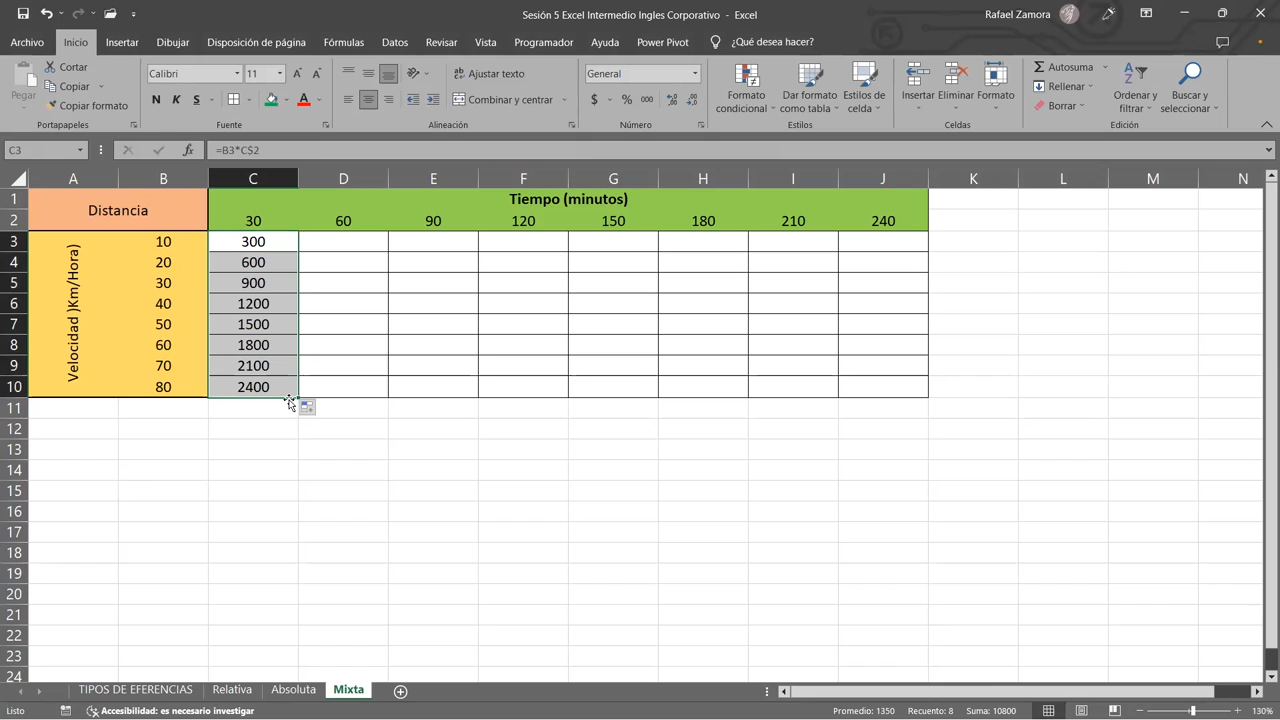 Sesión 5 Excel Intermedio Ingles Corporativo - Excel
Rafael Zamora
Archivo Inicio Insertar Dibujar Disposición de página Fórmulas Datos Revisar Vista Programador Ayuda Power Pivot ¿Qué desea hacer?
Pegar
Cortar
Copiar
Copiar formato
Portapapeles
Calibri 11
N K S
Fuente
Ajustar texto
Combinar y centrar
Alineación
General
$ % 000
Número
Formato condicional
Dar formato como tabla
Estilos de celda
Estilos
Insertar Eliminar Formato
Celdas
Autosuma
Rellenar
Borrar
Ordenar y filtrar
Buscar y seleccionar
Edición
C3 fx =B3*C$2
A B C D E F G H I J K L M N
1 Distancia Tiempo (minutos)
2 30 60 90 120 150 180 210 240
Velocidad )Km/Hora)
3 10 300
4 20 600
5 30 900
6 40 1200
7 50 1500
8 60 1800
9 70 2100
10 80 2400
11
12
13
14
15
16
17
18
19
20
21
22
23
24
TIPOS DE EFERENCIAS Relativa Absoluta Mixta
Listo Accesibilidad: es necesario investigar Promedio: 1350 Recuento: 8 Suma: 10800 130%